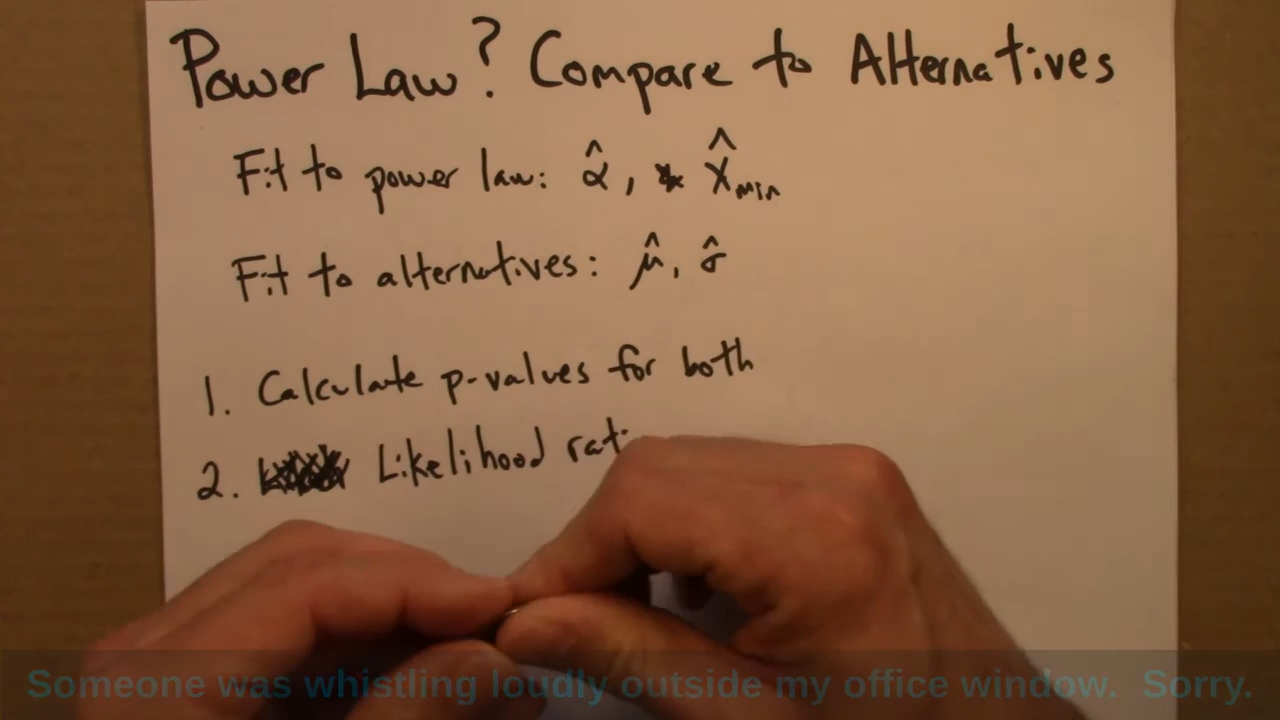 Power Law? Compare to Alternatives
Fit to power law: α̂, x̂min
Fit to alternatives: μ̂, σ̂
1. Calculate p-values for both
2. Likelihood rati
Someone was whistling loudly outside my office window. Sorry.